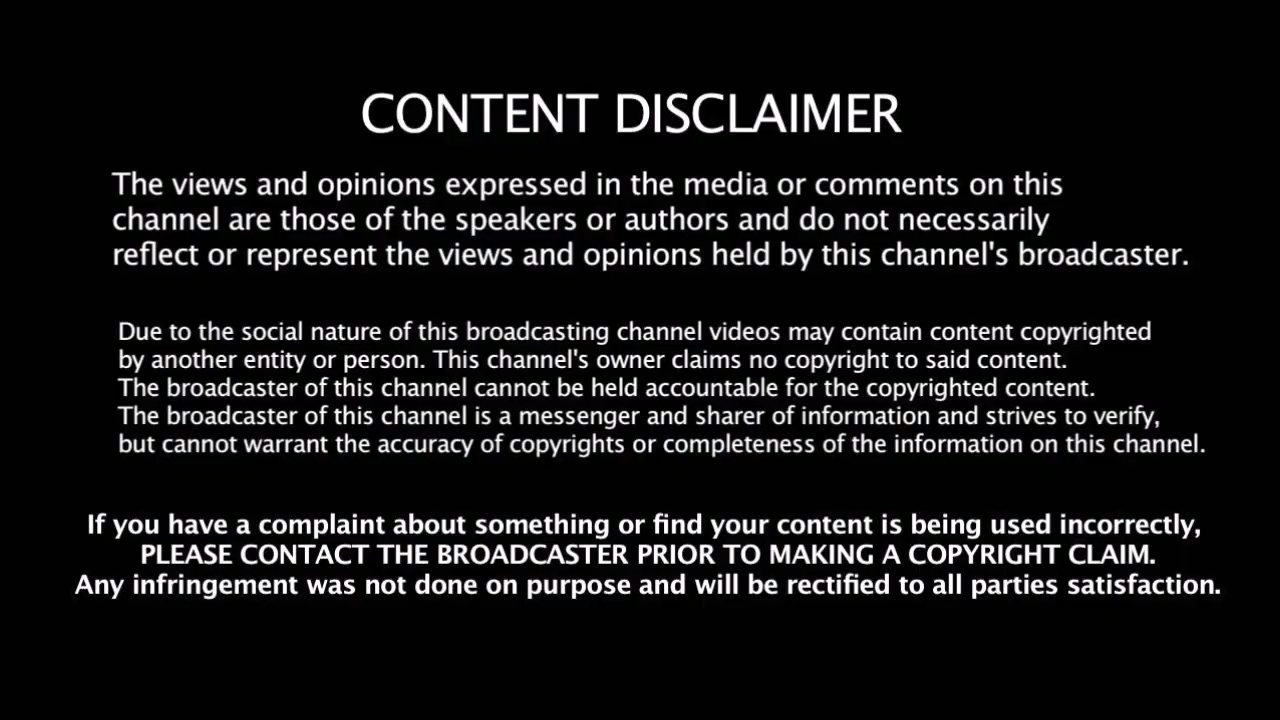 CONTENT DISCLAIMER
The views and opinions expressed in the media or comments on this
channel are those of the speakers or authors and do not necessarily
reflect or represent the views and opinions held by this channel's broadcaster.
Due to the social nature of this broadcasting channel videos may contain content copyrighted
by another entity or person. This channel's owner claims no copyright to said content.
The broadcaster of this channel cannot be held accountable for the copyrighted content.
The broadcaster of this channel is a messenger and sharer of information and strives to verify,
but cannot warrant the accuracy of copyrights or completeness of the information on this channel.
If you have a complaint about something or find your content is being used incorrectly,
PLEASE CONTACT THE BROADCASTER PRIOR TO MAKING A COPYRIGHT CLAIM.
Any infringement was not done on purpose and will be rectified to all parties satisfaction.